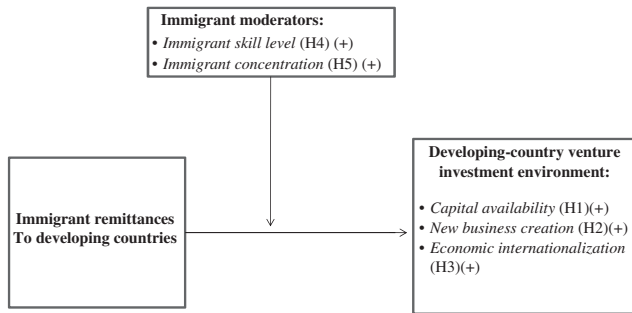 Immigrant moderators:
• Immigrant skill level (H4) (+)
• Immigrant concentration (H5) (+)
Developing-country venture
investment environment:
• Capital availability (H1)(+)
• New business creation (H2)(+)
• Economic internationalization
(H3)(+)
Immigrant remittances
To developing countries